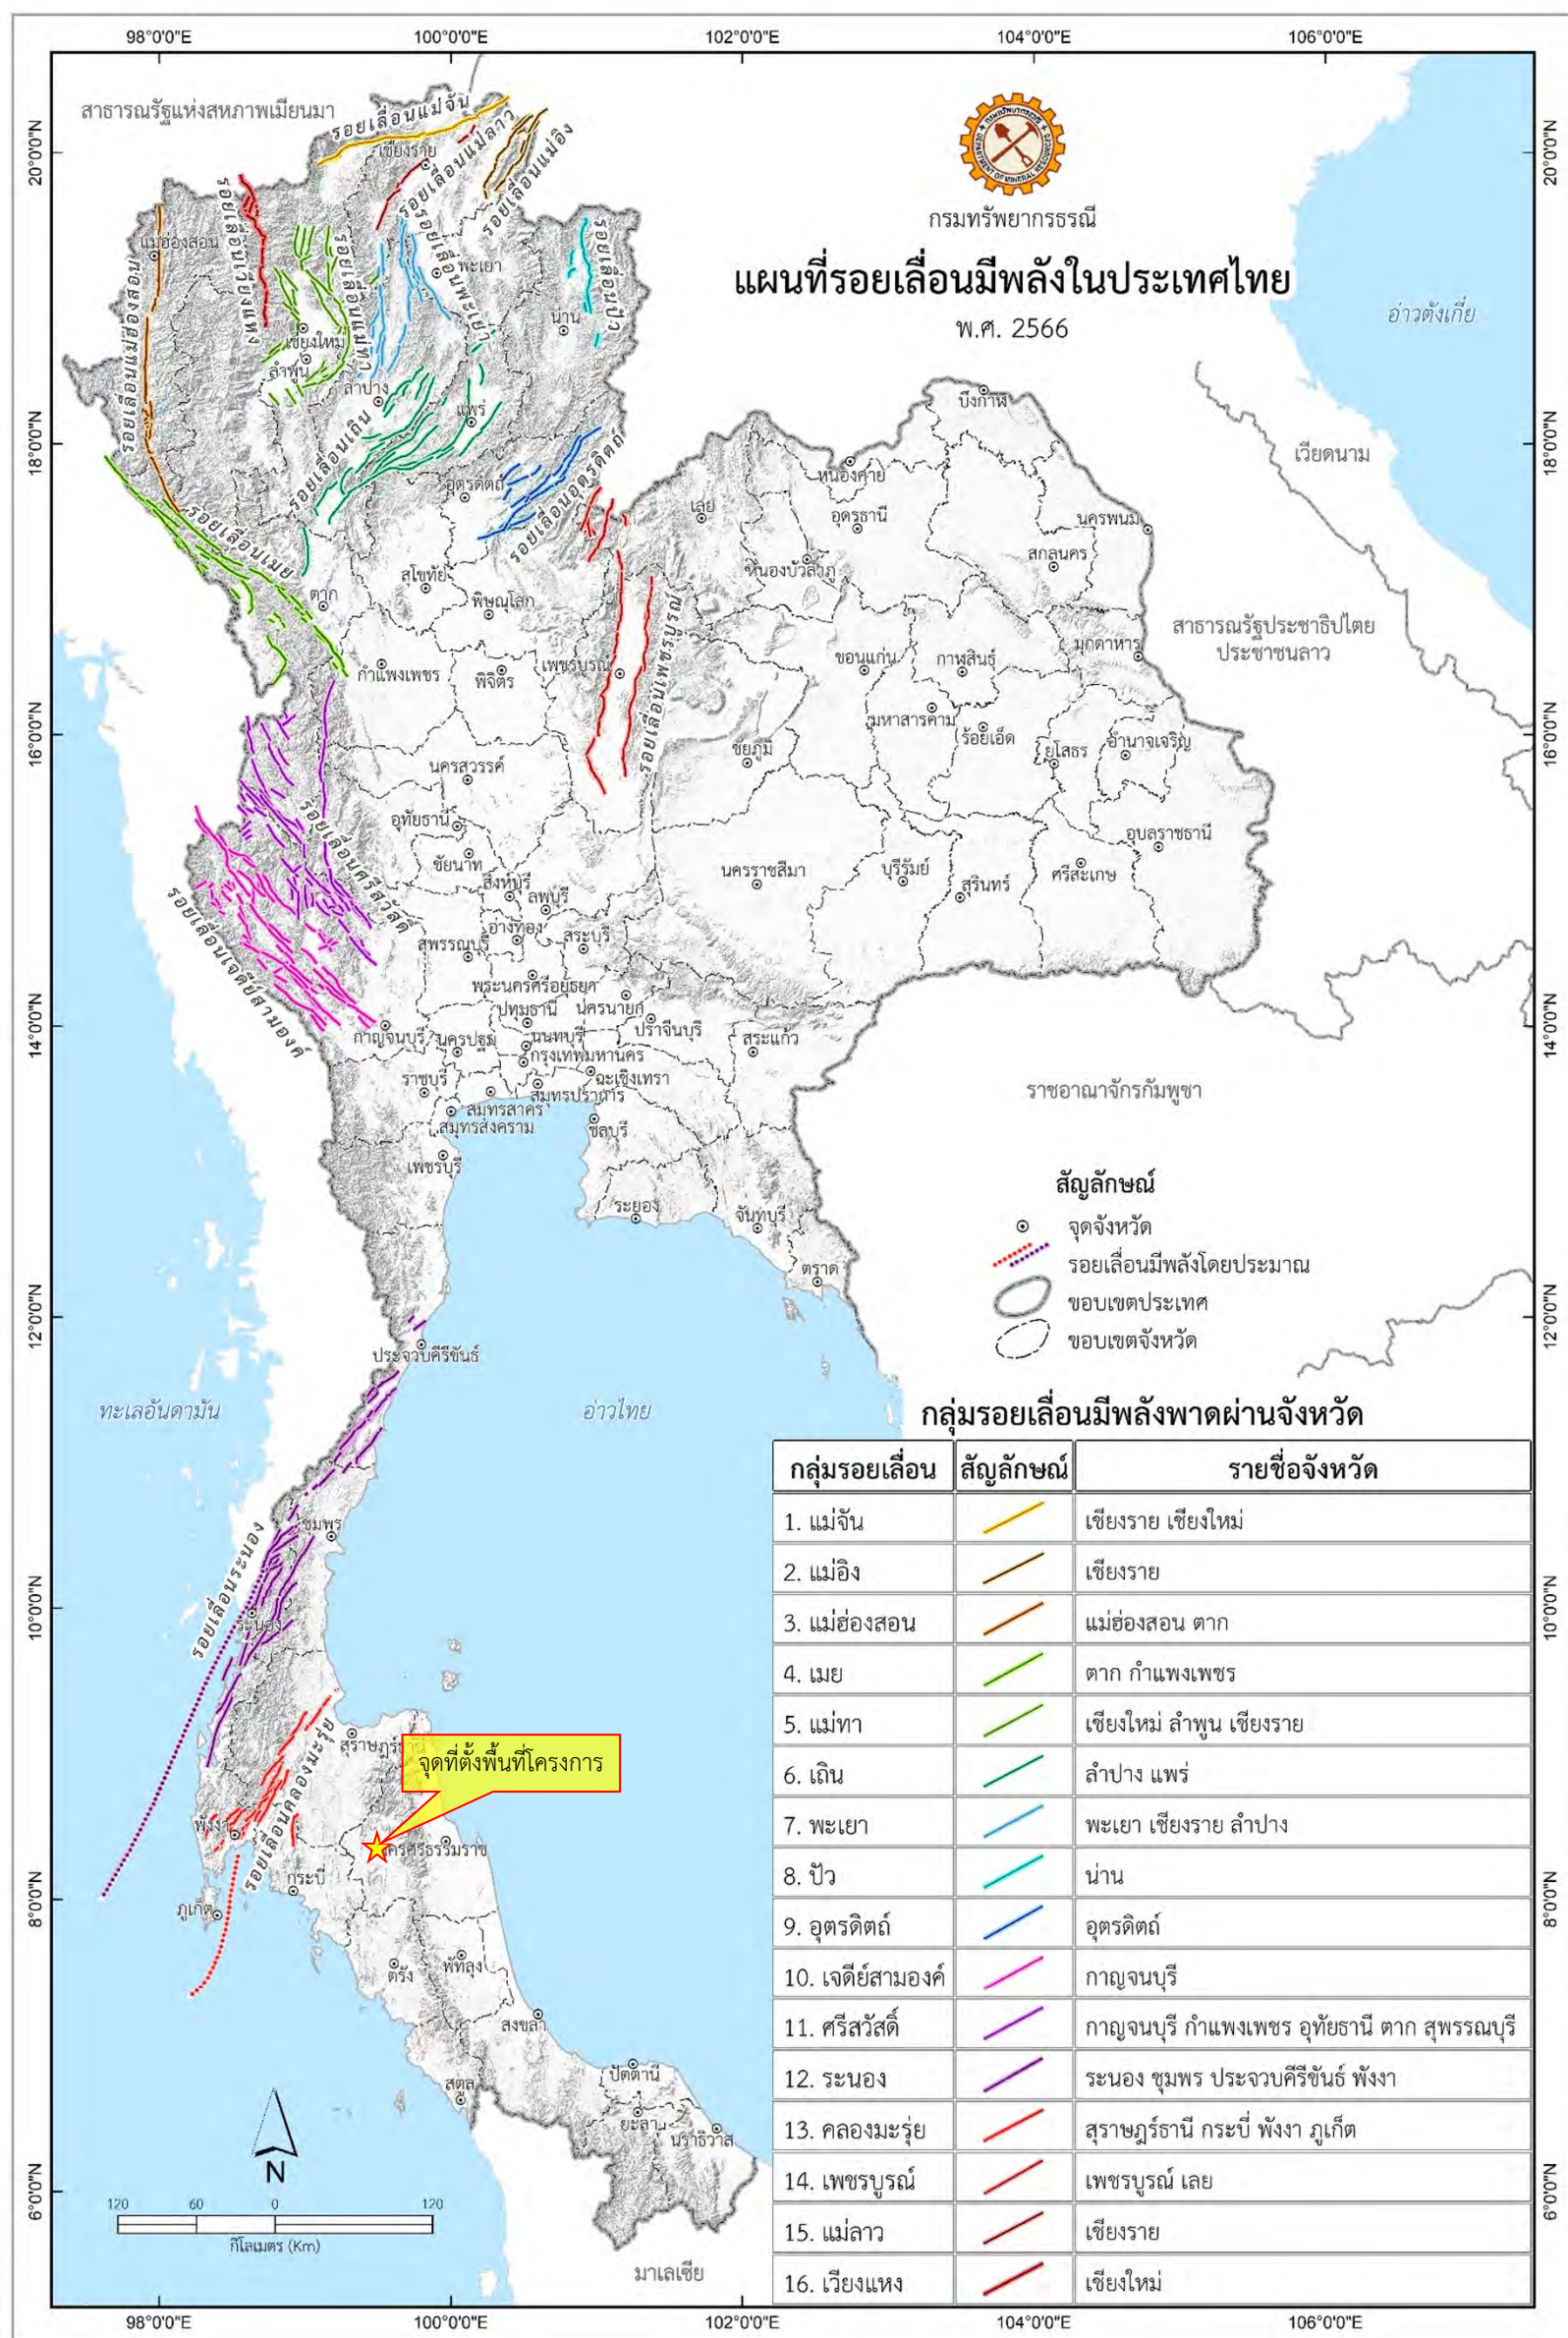 98°0'0"E 100°0'0"E 102°0'0"E 104°0'0"E 106°0'0"E
สาธารณรัฐแห่งสหภาพเมียนมา
กรมทรัพยากรธรณี
DEPARTMENT OF MINERAL RESOURCES
กรมทรัพยากรธรณี
แผนที่รอยเลื่อนมีพลังในประเทศไทย
พ.ศ. 2566
20°0'0"N
18°0'0"N
16°0'0"N
14°0'0"N
12°0'0"N
10°0'0"N
8°0'0"N
6°0'0"N
20°0'0"N
18°0'0"N
16°0'0"N
14°0'0"N
12°0'0"N
10°0'0"N
8°0'0"N
6°0'0"N
รอยเลื่อนแม่จัน
รอยเลื่อนแม่ลาว
รอยเลื่อนแม่อิง
รอยเลื่อนเวียงแหง
รอยเลื่อนแม่ฮ่องสอน
รอยเลื่อนแม่ทา
รอยเลื่อนพะเยา
รอยเลื่อนปัว
รอยเลื่อนเถิน
รอยเลื่อนอุตรดิตถ์
รอยเลื่อนเมย
รอยเลื่อนเพชรบูรณ์
รอยเลื่อนศรีสวัสดิ์
รอยเลื่อนเจดีย์สามองค์
รอยเลื่อนระนอง
รอยเลื่อนคลองมะรุ่ย
เชียงราย
แม่ฮ่องสอน
พะเยา
น่าน
เชียงใหม่
ลำพูน
ลำปาง
แพร่
อุตรดิตถ์
บึงกาฬ
หนองคาย
เลย
อุดรธานี
นครพนม
สกลนคร
หนองบัวลำภู
สุโขทัย
ตาก
พิษณุโลก
กำแพงเพชร
พิจิตร
เพชรบูรณ์
ขอนแก่น
กาฬสินธุ์
มุกดาหาร
มหาสารคาม
ร้อยเอ็ด
ยโสธร
อำนาจเจริญ
ชัยภูมิ
นครสวรรค์
อุทัยธานี
ชัยนาท
สิงห์บุรี
ลพบุรี
อ่างทอง
สุพรรณบุรี
สระบุรี
นครราชสีมา
บุรีรัมย์
สุรินทร์
ศรีสะเกษ
อุบลราชธานี
พระนครศรีอยุธยา
ปทุมธานี
นครนายก
ปราจีนบุรี
สระแก้ว
กาญจนบุรี
นครปฐม
นนทบุรี
กรุงเทพมหานคร
ราชบุรี
ฉะเชิงเทรา
สมุทรปราการ
สมุทรสาคร
สมุทรสงคราม
ชลบุรี
เพชรบุรี
ระยอง
จันทบุรี
ตราด
ประจวบคีรีขันธ์
ชุมพร
ระนอง
สุราษฎร์ธานี
พังงา
กระบี่
ภูเก็ต
นครศรีธรรมราช
ตรัง
พัทลุง
สงขลา
สตูล
ปัตตานี
ยะลา
นราธิวาส
อ่าวตังเกี๋ย
เวียดนาม
สาธารณรัฐประชาธิปไตย
ประชาชนลาว
ราชอาณาจักรกัมพูชา
ทะเลอันดามัน
อ่าวไทย
มาเลเซีย
จุดที่ตั้งพื้นที่โครงการ
สัญลักษณ์
จุดจังหวัด
รอยเลื่อนมีพลังโดยประมาณ
ขอบเขตประเทศ
ขอบเขตจังหวัด
กลุ่มรอยเลื่อนมีพลังพาดผ่านจังหวัด
กลุ่มรอยเลื่อน สัญลักษณ์ รายชื่อจังหวัด
1. แม่จัน เชียงราย เชียงใหม่
2. แม่อิง เชียงราย
3. แม่ฮ่องสอน แม่ฮ่องสอน ตาก
4. เมย ตาก กำแพงเพชร
5. แม่ทา เชียงใหม่ ลำพูน เชียงราย
6. เถิน ลำปาง แพร่
7. พะเยา พะเยา เชียงราย ลำปาง
8. ปัว น่าน
9. อุตรดิตถ์ อุตรดิตถ์
10. เจดีย์สามองค์ กาญจนบุรี
11. ศรีสวัสดิ์ กาญจนบุรี กำแพงเพชร อุทัยธานี ตาก สุพรรณบุรี
12. ระนอง ระนอง ชุมพร ประจวบคีรีขันธ์ พังงา
13. คลองมะรุ่ย สุราษฎร์ธานี กระบี่ พังงา ภูเก็ต
14. เพชรบูรณ์ เพชรบูรณ์ เลย
15. แม่ลาว เชียงราย
16. เวียงแหง เชียงใหม่
N
120 60 0 120
กิโลเมตร (Km)
98°0'0"E 100°0'0"E 102°0'0"E 104°0'0"E 106°0'0"E